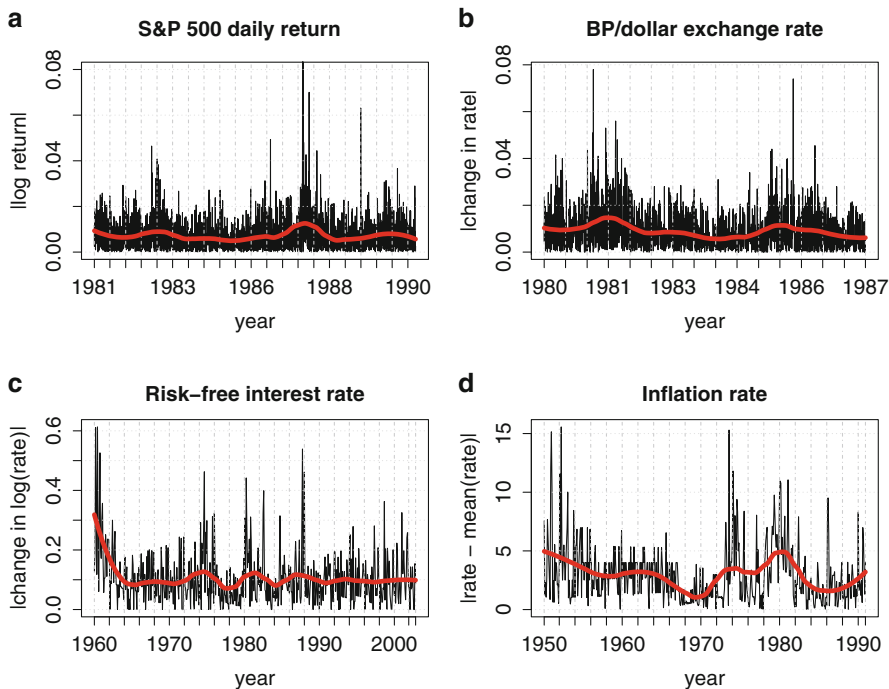 a
S&P 500 daily return
|log return|
0.00 0.04 0.08
1981 1983 1986 1988 1990
year
b
BP/dollar exchange rate
|change in rate|
0.00 0.04 0.08
1980 1981 1983 1984 1986 1987
year
c
Risk−free interest rate
|change in log(rate)|
0.0 0.2 0.4 0.6
1960 1970 1980 1990 2000
year
d
Inflation rate
|rate − mean(rate)|
0 5 10 15
1950 1960 1970 1980 1990
year